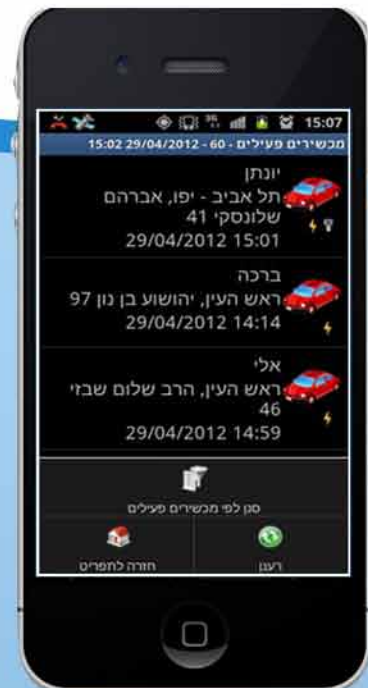 15:07
מכשירים פעילים - 60 - 29/04/2012 15:02
יונתן
תל אביב - יפו, אברהם
שלונסקי 41
29/04/2012 15:01
ברכה
ראש העין, יהושוע בן נון 97
29/04/2012 14:14
אלי
ראש העין, הרב שלום שבזי
46
29/04/2012 14:59
סנן לפי מכשירים פעילים
רענן
חזרה לתפריט